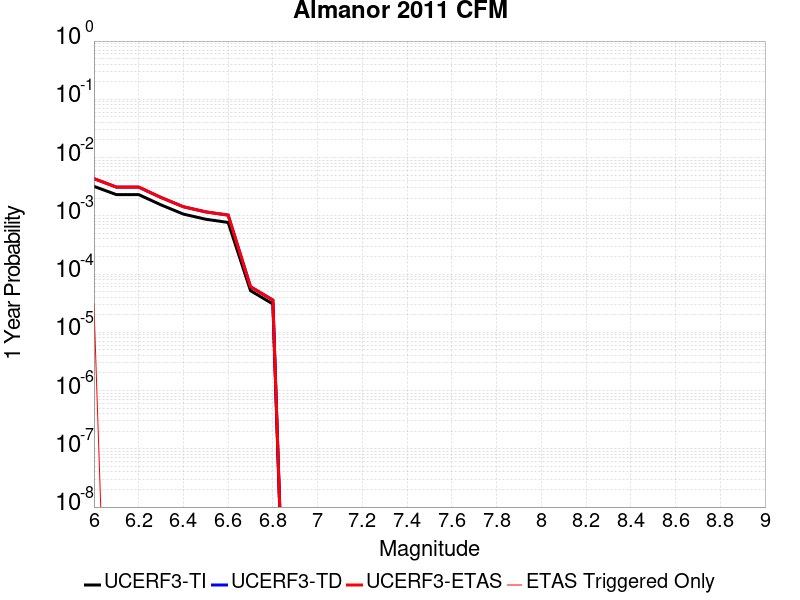 Almanor 2011 CFM
10^0
10^-1
10^-2
10^-3
10^-4
10^-5
10^-6
10^-7
10^-8
1 Year Probability
6 6.2 6.4 6.6 6.8 7 7.2 7.4 7.6 7.8 8 8.2 8.4 8.6 8.8 9
Magnitude
UCERF3-TI UCERF3-TD UCERF3-ETAS ETAS Triggered Only